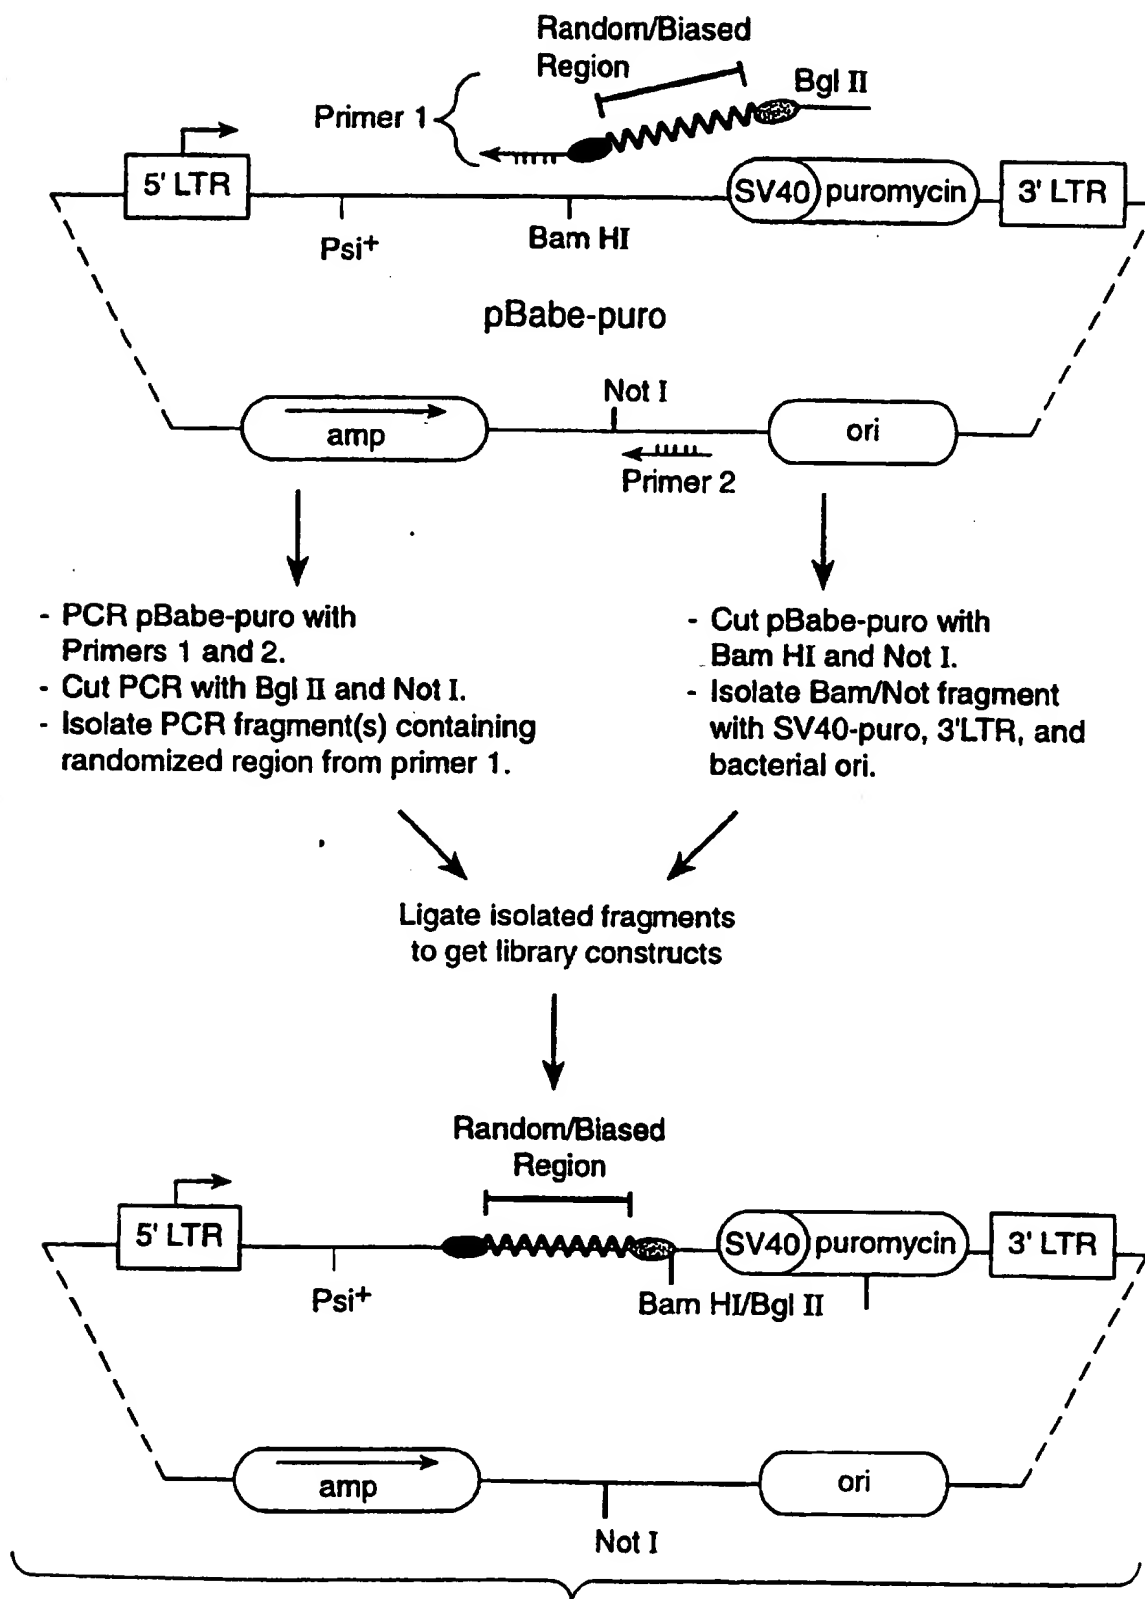 Random/Biased
Region
Bgl II
Primer 1
5' LTR
SV40
puromycin
3' LTR
Psi+
Bam HI
pBabe-puro
Not I
amp
ori
Primer 2
- PCR pBabe-puro with
Primers 1 and 2.
- Cut PCR with Bgl II and Not I.
- Isolate PCR fragment(s) containing
randomized region from primer 1.
- Cut pBabe-puro with
Bam HI and Not I.
- Isolate Bam/Not fragment
with SV40-puro, 3'LTR, and
bacterial ori.
Ligate isolated fragments
to get library constructs
Random/Biased
Region
5' LTR
SV40
puromycin
3' LTR
Psi+
Bam HI/Bgl II
amp
ori
Not I